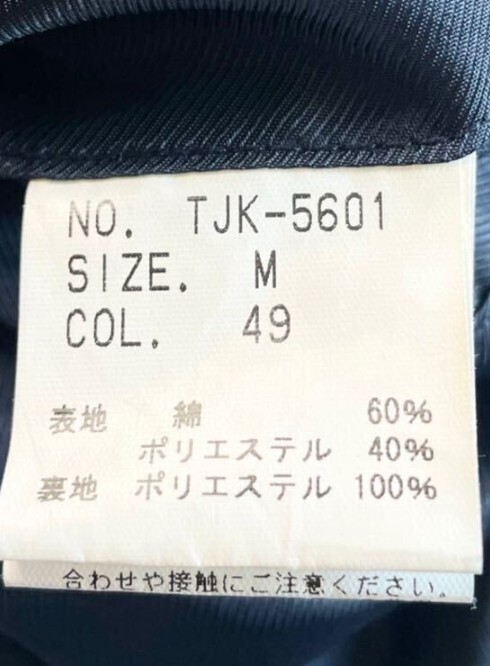 NO. TJK-5601
SIZE. M
COL. 49
表地 綿 60%
ポリエステル 40%
裏地 ポリエステル 100%
合わせや接触にご注意ください。